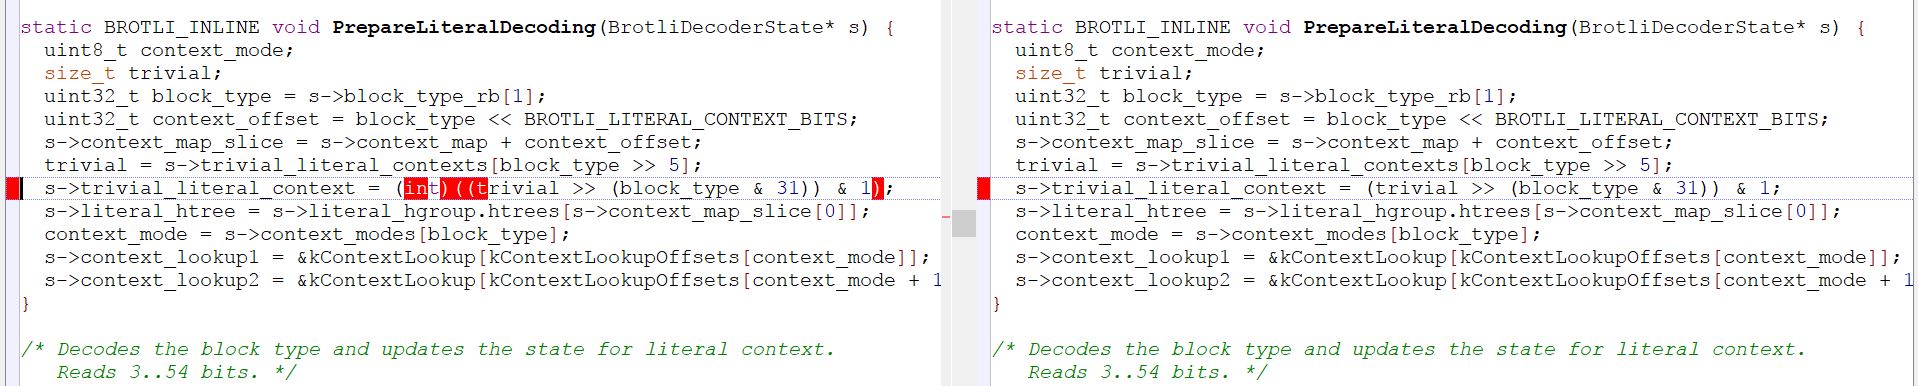 static BROTLI_INLINE void PrepareLiteralDecoding(BrotliDecoderState* s) {
  uint8_t context_mode;
  size_t trivial;
  uint32_t block_type = s->block_type_rb[1];
  uint32_t context_offset = block_type << BROTLI_LITERAL_CONTEXT_BITS;
  s->context_map_slice = s->context_map + context_offset;
  trivial = s->trivial_literal_contexts[block_type >> 5];
  s->trivial_literal_context = (int)((trivial >> (block_type & 31)) & 1);
  s->literal_htree = s->literal_hgroup.htrees[s->context_map_slice[0]];
  context_mode = s->context_modes[block_type];
  s->context_lookup1 = &kContextLookup[kContextLookupOffsets[context_mode]];
  s->context_lookup2 = &kContextLookup[kContextLookupOffsets[context_mode + 1
}
/* Decodes the block type and updates the state for literal context.
   Reads 3..54 bits. */
static BROTLI_INLINE void PrepareLiteralDecoding(BrotliDecoderState* s) {
  uint8_t context_mode;
  size_t trivial;
  uint32_t block_type = s->block_type_rb[1];
  uint32_t context_offset = block_type << BROTLI_LITERAL_CONTEXT_BITS;
  s->context_map_slice = s->context_map + context_offset;
  trivial = s->trivial_literal_contexts[block_type >> 5];
  s->trivial_literal_context = (trivial >> (block_type & 31)) & 1;
  s->literal_htree = s->literal_hgroup.htrees[s->context_map_slice[0]];
  context_mode = s->context_modes[block_type];
  s->context_lookup1 = &kContextLookup[kContextLookupOffsets[context_mode]];
  s->context_lookup2 = &kContextLookup[kContextLookupOffsets[context_mode + 1
}
/* Decodes the block type and updates the state for literal context.
   Reads 3..54 bits. */